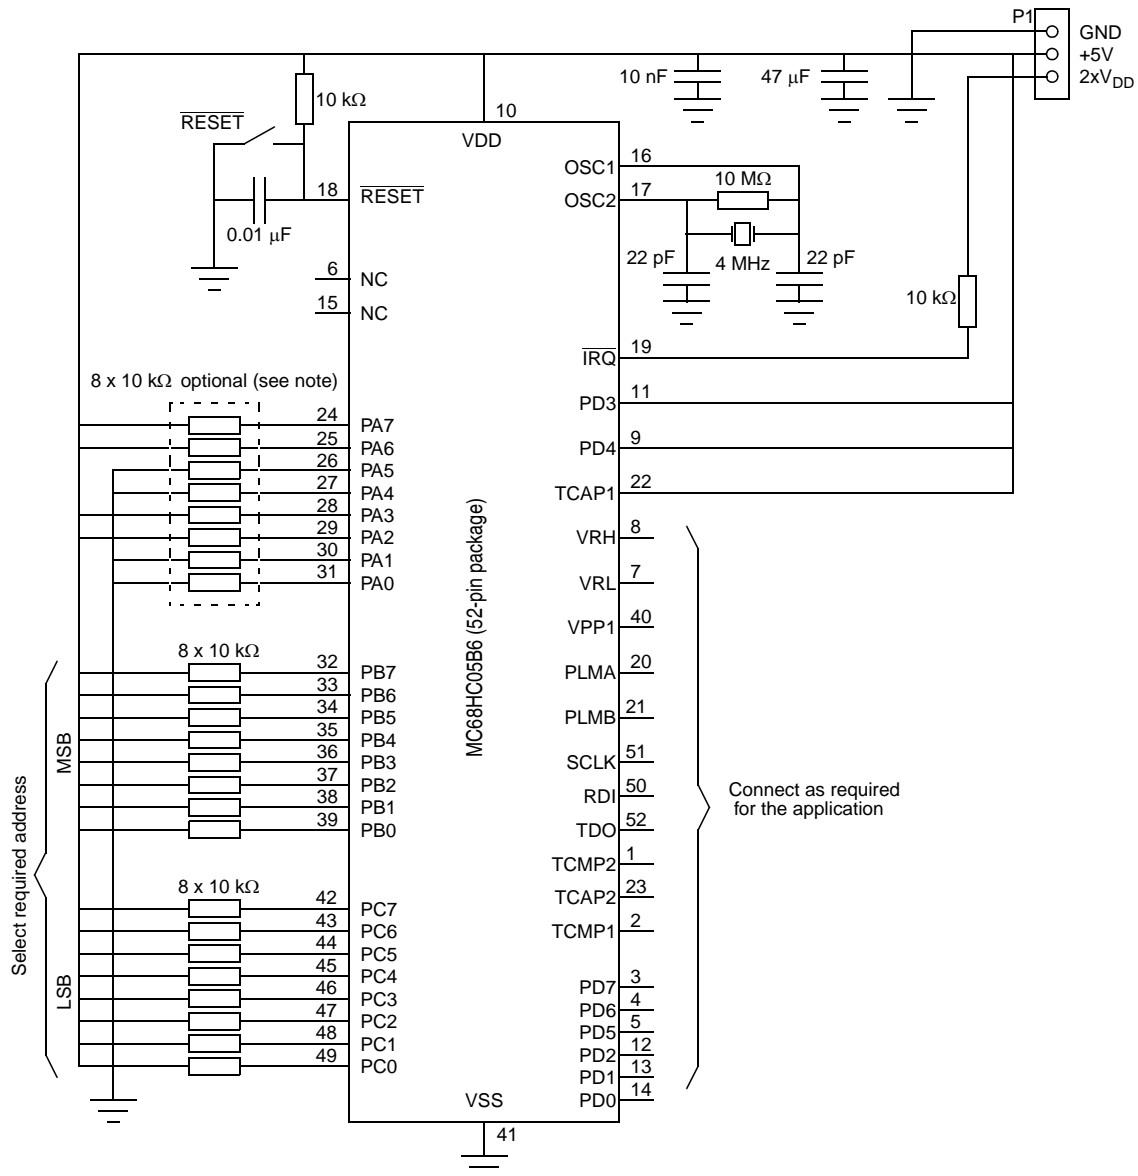 P1
GND
+5V
2xVDD
10 nF
47 μF
10 kΩ
RESET
10
VDD
18
RESET
0.01 μF
OSC1
16
OSC2
17
10 MΩ
22 pF
4 MHz
22 pF
6
NC
15
NC
10 kΩ
IRQ
19
8 x 10 kΩ optional (see note)
PD3
11
PD4
9
TCAP1
22
24
PA7
25
PA6
26
PA5
27
PA4
28
PA3
29
PA2
30
PA1
31
PA0
MC68HC05B6 (52-pin package)
VRH
8
VRL
7
VPP1
40
PLMA
20
PLMB
21
SCLK
51
RDI
50
TDO
52
TCMP2
1
TCAP2
23
TCMP1
2
PD7
3
PD6
4
PD5
5
PD2
12
PD1
13
PD0
14
Connect as required
for the application
8 x 10 kΩ
32
PB7
33
PB6
34
PB5
35
PB4
36
PB3
37
PB2
38
PB1
39
PB0
MSB
Select required address
LSB
8 x 10 kΩ
42
PC7
43
PC6
44
PC5
45
PC4
46
PC3
47
PC2
48
PC1
49
PC0
VSS
41